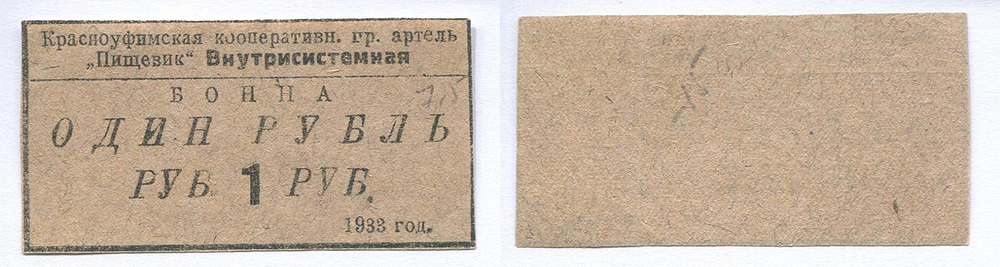 Красноуфимская кооперативн. гр. артель
„Пищевик“ Внутрисистемная
БОННА
ОДИН РУБЛЬ
РУБ. 1 РУБ.
1933 год.